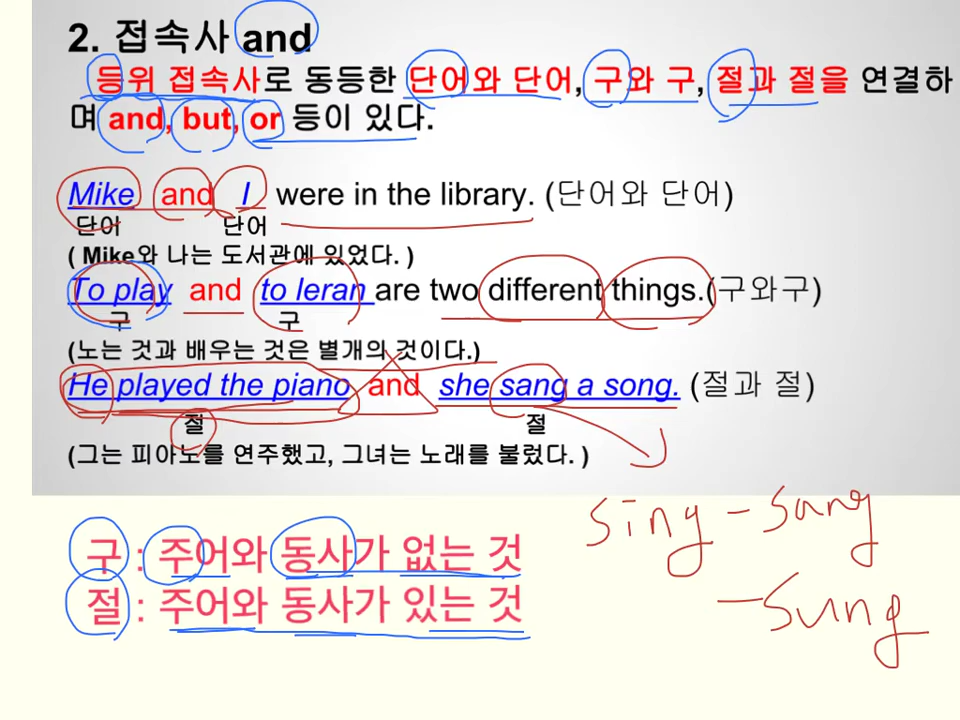 2. 접속사 and
등위 접속사로 동등한 단어와 단어, 구와 구, 절과 절을 연결하
며 and, but, or 등이 있다.
Mike and I were in the library. (단어와 단어)
단어 단어
( Mike와 나는 도서관에 있었다. )
To play and to leran are two different things.(구와구)
구 구
(노는 것과 배우는 것은 별개의 것이다.)
He played the piano and she sang a song. (절과 절)
절 절
(그는 피아노를 연주했고, 그녀는 노래를 불렀다. )
sing - sang
- sung
구 : 주어와 동사가 없는 것
절 : 주어와 동사가 있는 것